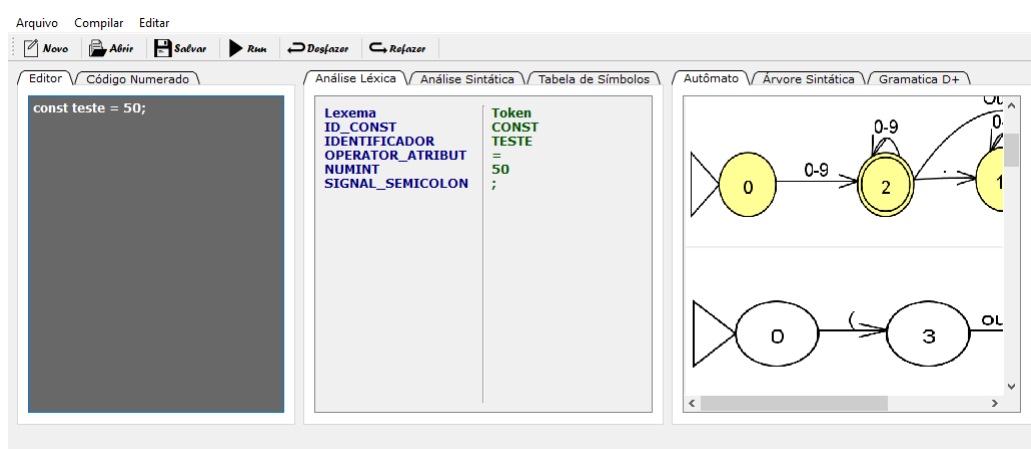 Arquivo Compilar Editar
Novo Abrir Salvar Run Desfazer Refazer
Editor Código Numerado
const teste = 50;
Análise Léxica Análise Sintática Tabela de Símbolos
Lexema Token
ID_CONST CONST
IDENTIFICADOR TESTE
OPERATOR_ATRIBUT =
NUMINT 50
SIGNAL_SEMICOLON ;
Autômato Árvore Sintática Gramatica D+
0-9
0-9 .
0 2 1
( ou
0 3